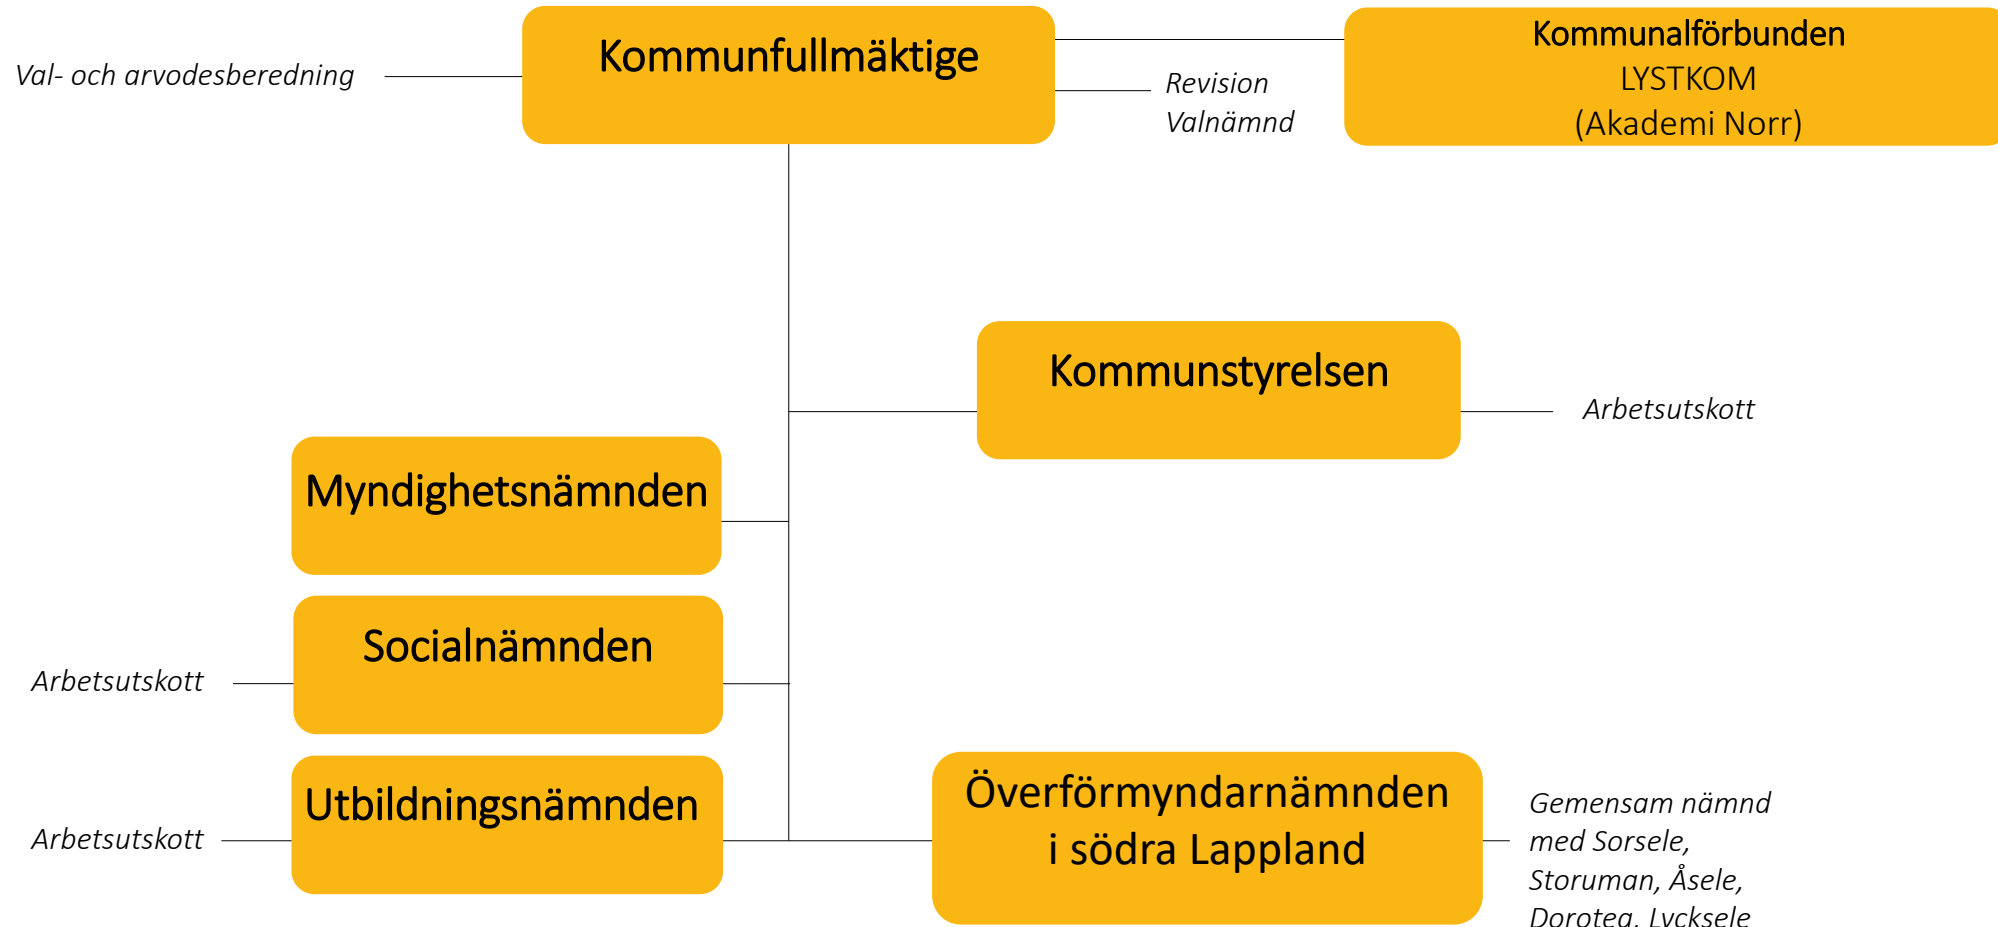 Kommunfullmäktige
Val- och arvodesberedning
Revision
Valnämnd
Kommunalförbunden
LYSTKOM
(Akademi Norr)
Kommunstyrelsen
Arbetsutskott
Myndighetsnämnden
Socialnämnden
Arbetsutskott
Utbildningsnämnden
Arbetsutskott
Överförmyndarnämnden
i södra Lappland
Gemensam nämnd
med Sorsele,
Storuman, Åsele,
Dorotea, Lycksele